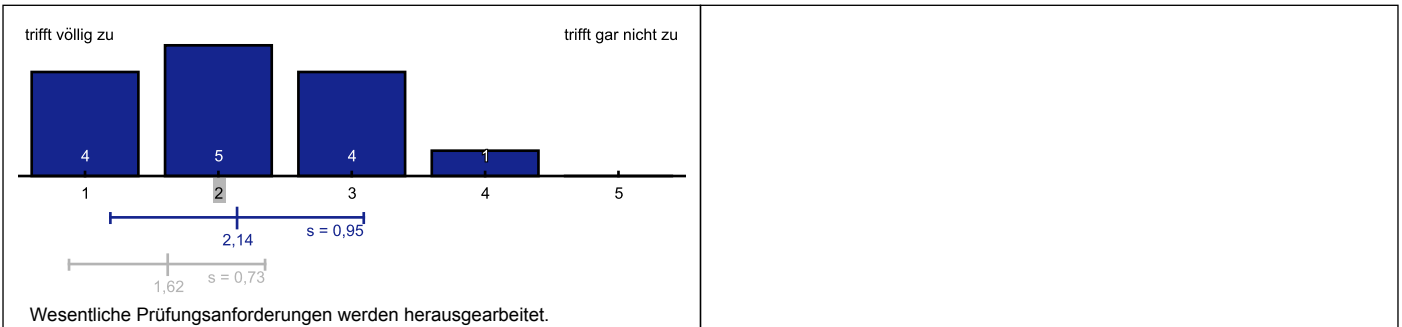 trifft völlig zu trifft gar nicht zu
4 5 4 1
1 2 3 4 5
s = 0,95
2,14
s = 0,73
1,62
Wesentliche Prüfungsanforderungen werden herausgearbeitet.